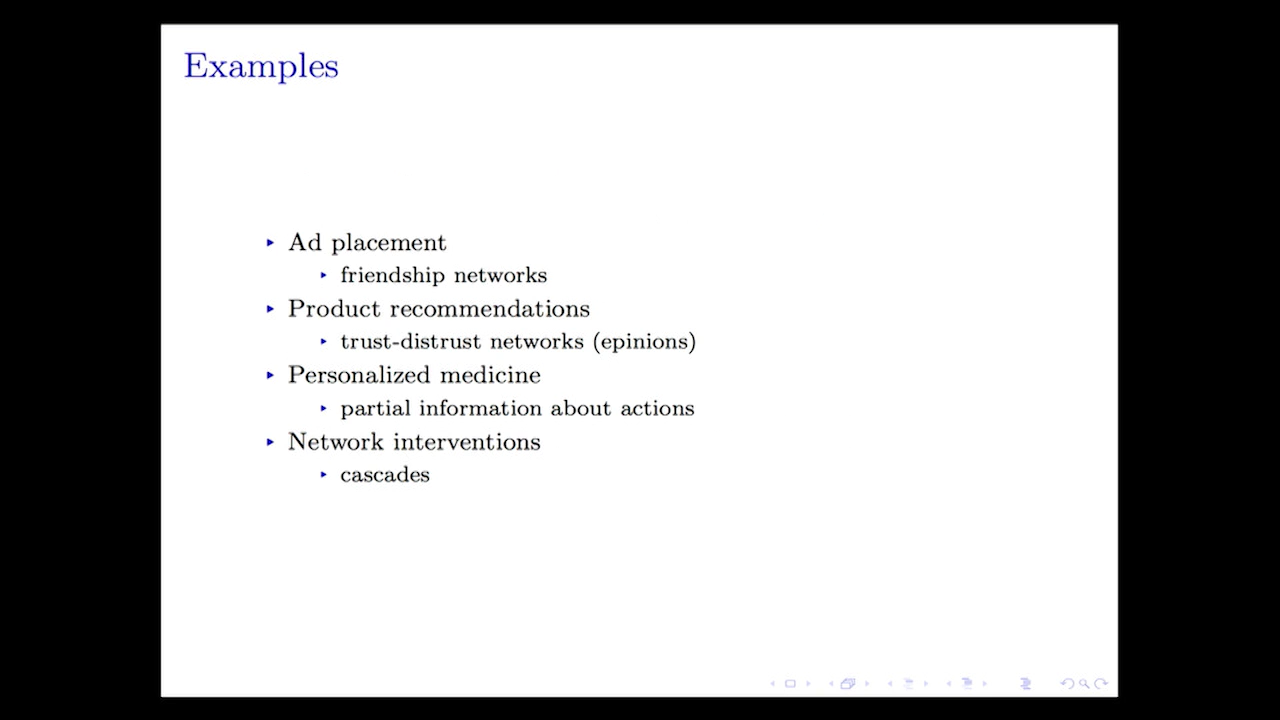 Examples
Ad placement
friendship networks
Product recommendations
trust-distrust networks (epinions)
Personalized medicine
partial information about actions
Network interventions
cascades